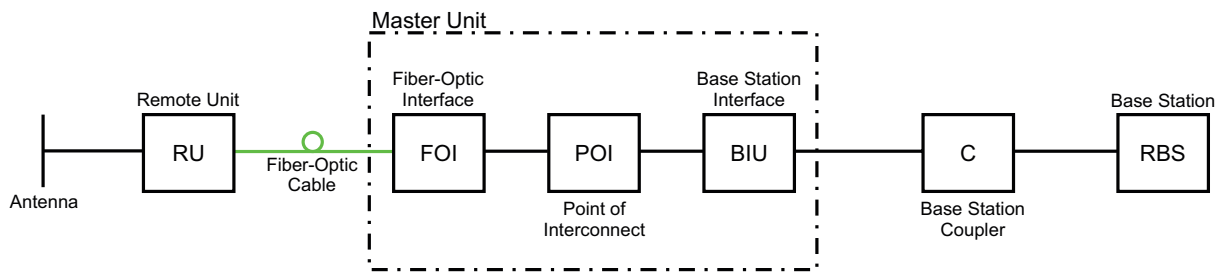 Master Unit
Fiber-Optic
Interface
Base Station
Interface
Remote Unit
Base Station
RU
FOI
POI
BIU
C
RBS
Fiber-Optic
Cable
Antenna
Point of
Interconnect
Base Station
Coupler